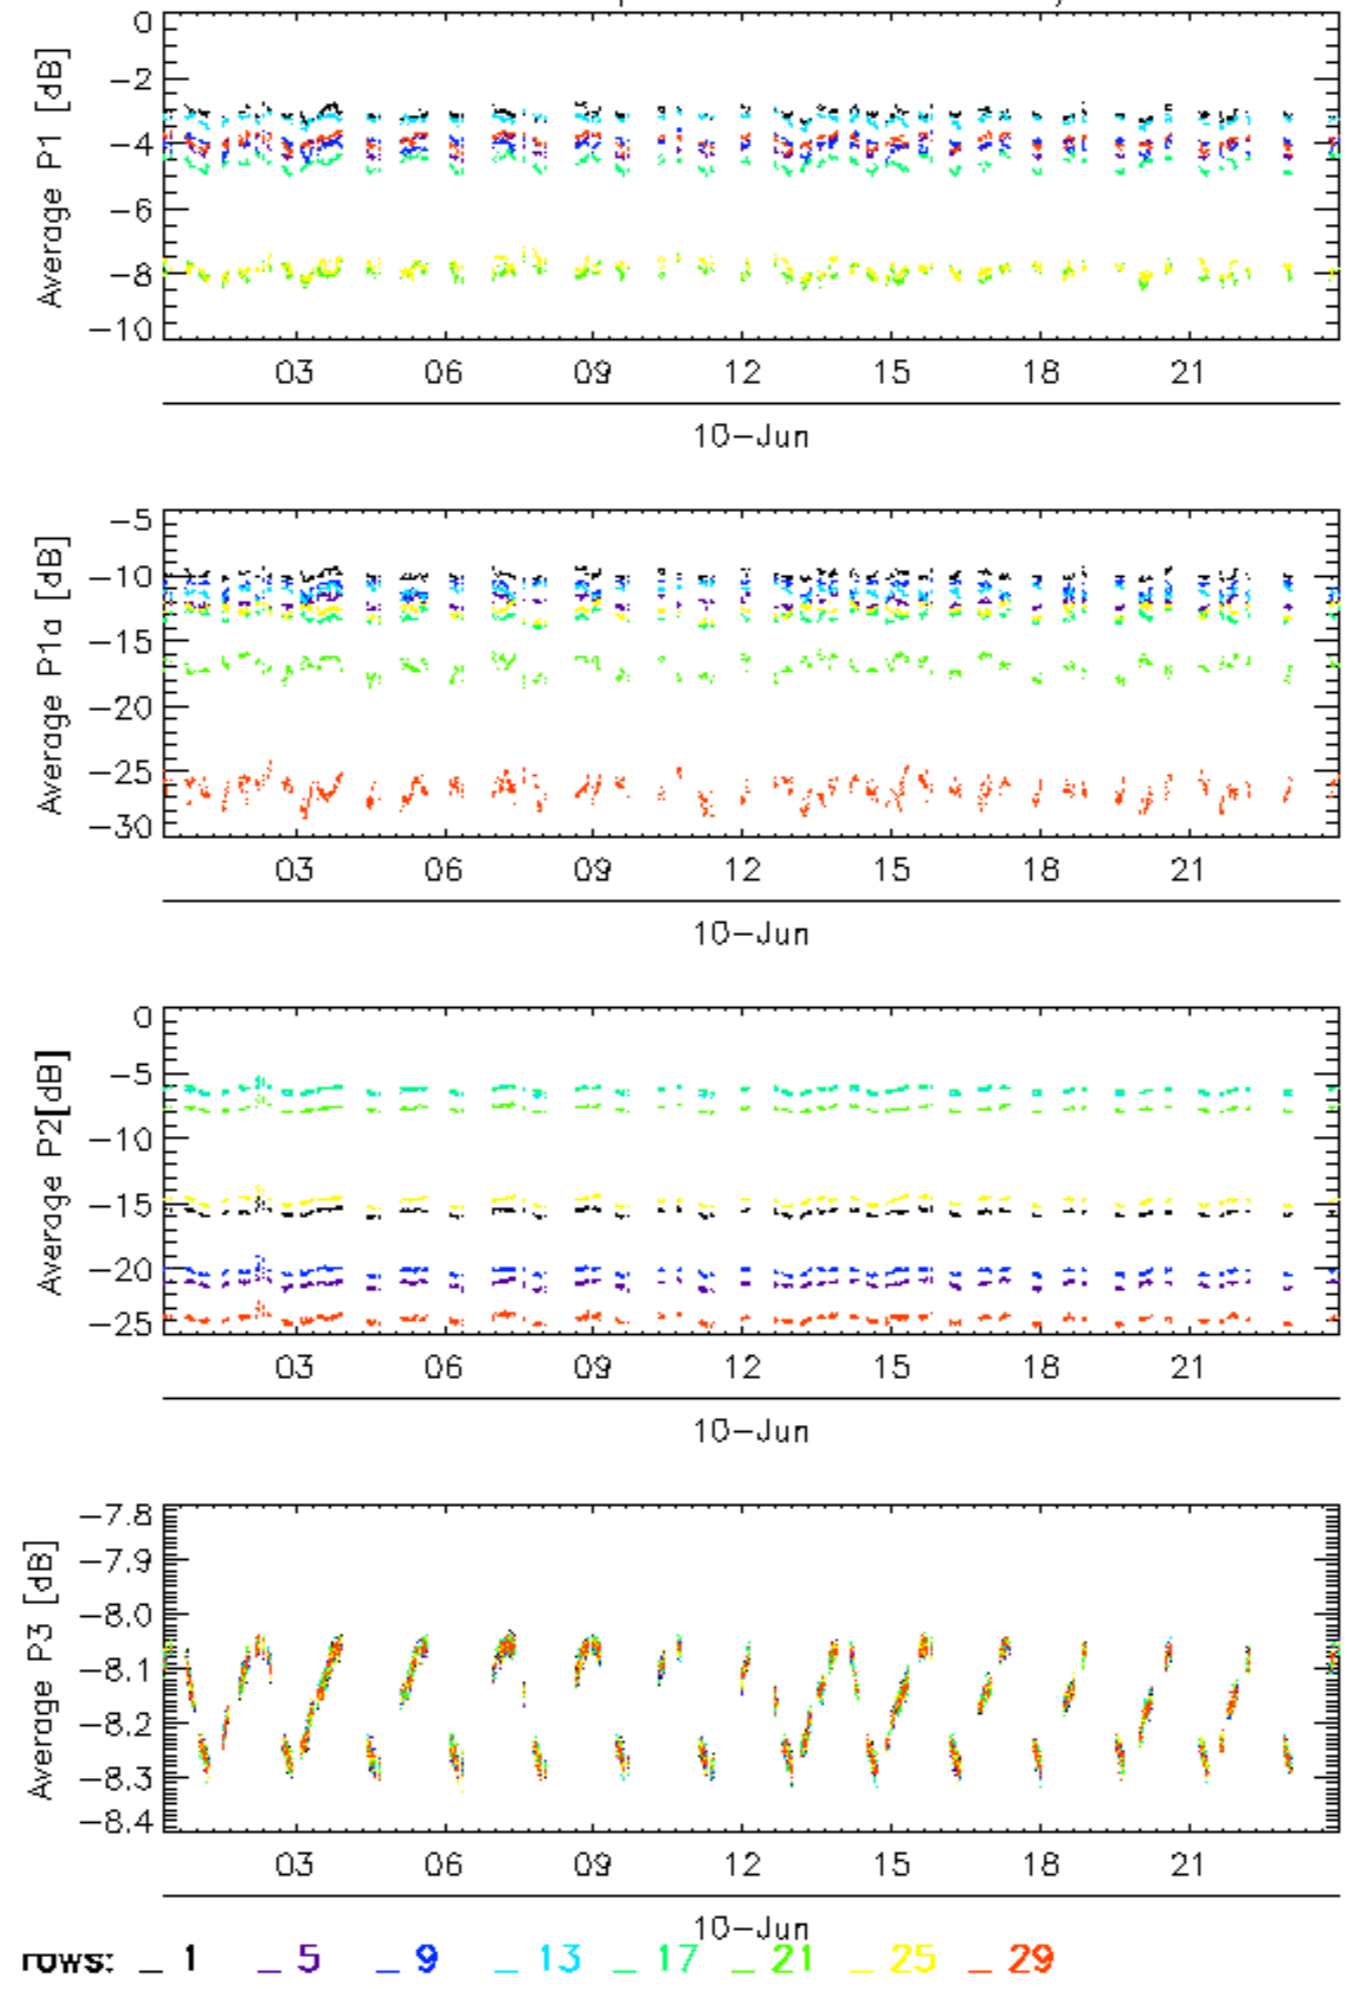 0
−2
−4
−6
−8
−10
Average P1 [dB]
03 06 09 12 15 18 21
10−Jun
−5
−10
−15
−20
−25
−30
Average P1a [dB]
03 06 09 12 15 18 21
10−Jun
0
−5
−10
−15
−20
−25
Average P2[dB]
03 06 09 12 15 18 21
10−Jun
−7.8
−7.9
−8.0
−8.1
−8.2
−8.3
−8.4
Average P3 [dB]
03 06 09 12 15 18 21
10−Jun
rows: _ 1 _ 5 _ 9 _ 13 _ 17 _ 21 _ 25 _ 29